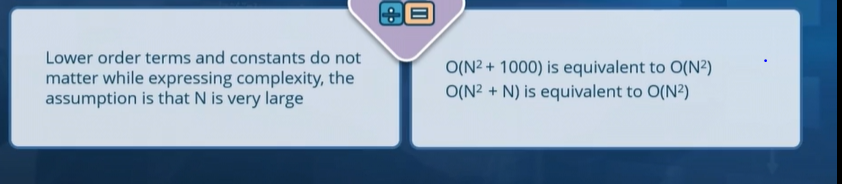 Lower order terms and constants do not
matter while expressing complexity, the
assumption is that N is very large
O(N² + 1000) is equivalent to O(N²)
O(N² + N) is equivalent to O(N²)